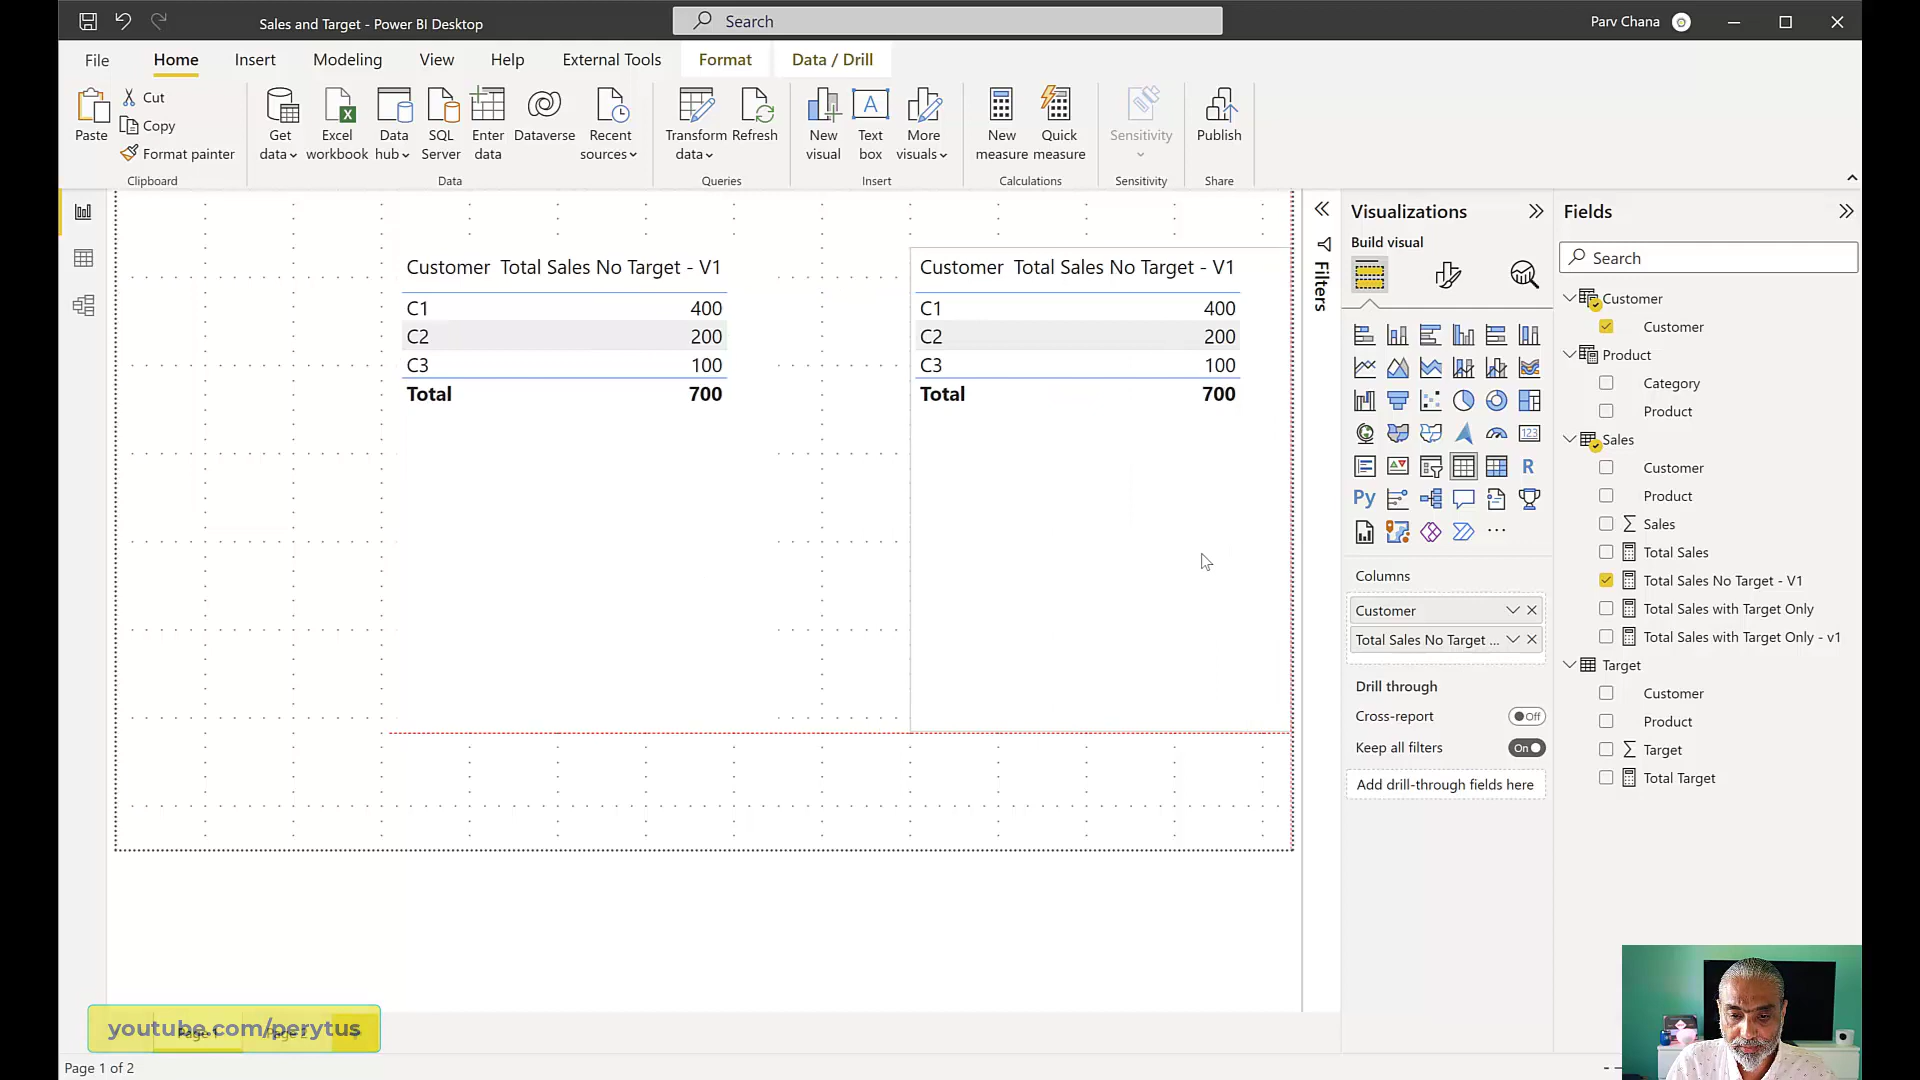 Sales and Target - Power BI Desktop
Search
Parv Chana
File
Home
Insert
Modeling
View
Help
External Tools
Format
Data / Drill
Paste
Cut
Copy
Format painter
Clipboard
Get data
Excel workbook
Data hub
SQL Server
Enter data
Dataverse
Recent sources
Data
Transform data
Refresh
Queries
New visual
Text box
More visuals
Insert
New measure
Quick measure
Calculations
Sensitivity
Sensitivity
Publish
Share
Customer Total Sales No Target - V1
C1 400
C2 200
C3 100
Total 700
Customer Total Sales No Target - V1
C1 400
C2 200
C3 100
Total 700
Filters
Visualizations
Build visual
123
R
Py
Columns
Customer
Total Sales No Target ...
Drill through
Cross-report
Off
Keep all filters
On
Add drill-through fields here
Fields
Search
Customer
Customer
Product
Category
Product
Sales
Customer
Product
Sales
Total Sales
Total Sales No Target - V1
Total Sales with Target Only
Total Sales with Target Only - v1
Target
Customer
Product
Target
Total Target
youtube.com/perytus
Page 1
Page 2
Page 1 of 2